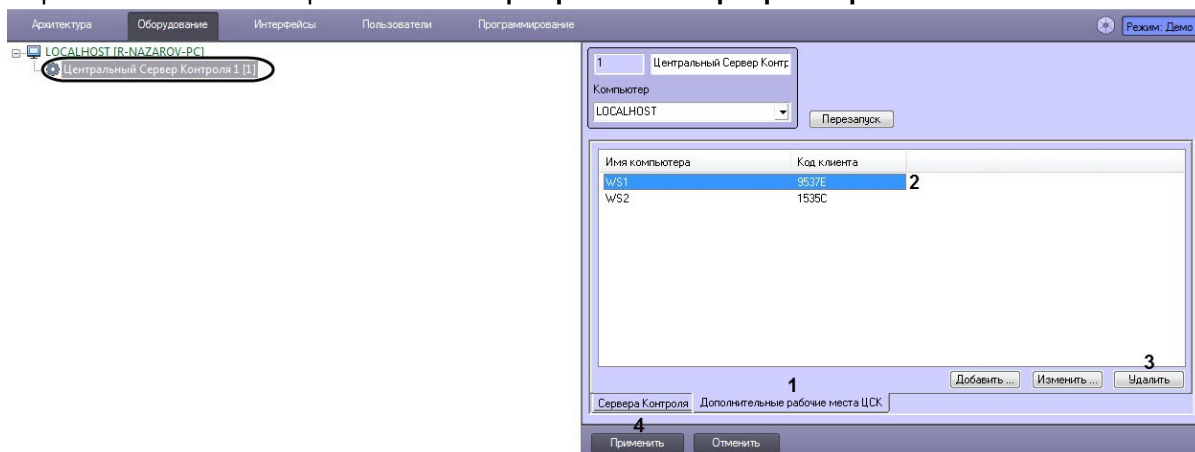 Архитектура Оборудование Интерфейсы Пользователи Программирование Режим: Демо
LOCALHOST [R-NAZAROV-PC]
Центральный Сервер Контроля 1 [1]
1 Центральный Сервер Контр
Компьютер
LOCALHOST Перезапуск
Имя компьютера Код клиента
WS1 9537E 2
WS2 1535C
3
Добавить ... Изменить ... Удалить
1
Сервера Контроля Дополнительные рабочие места ЦСК
4
Применить Отменить